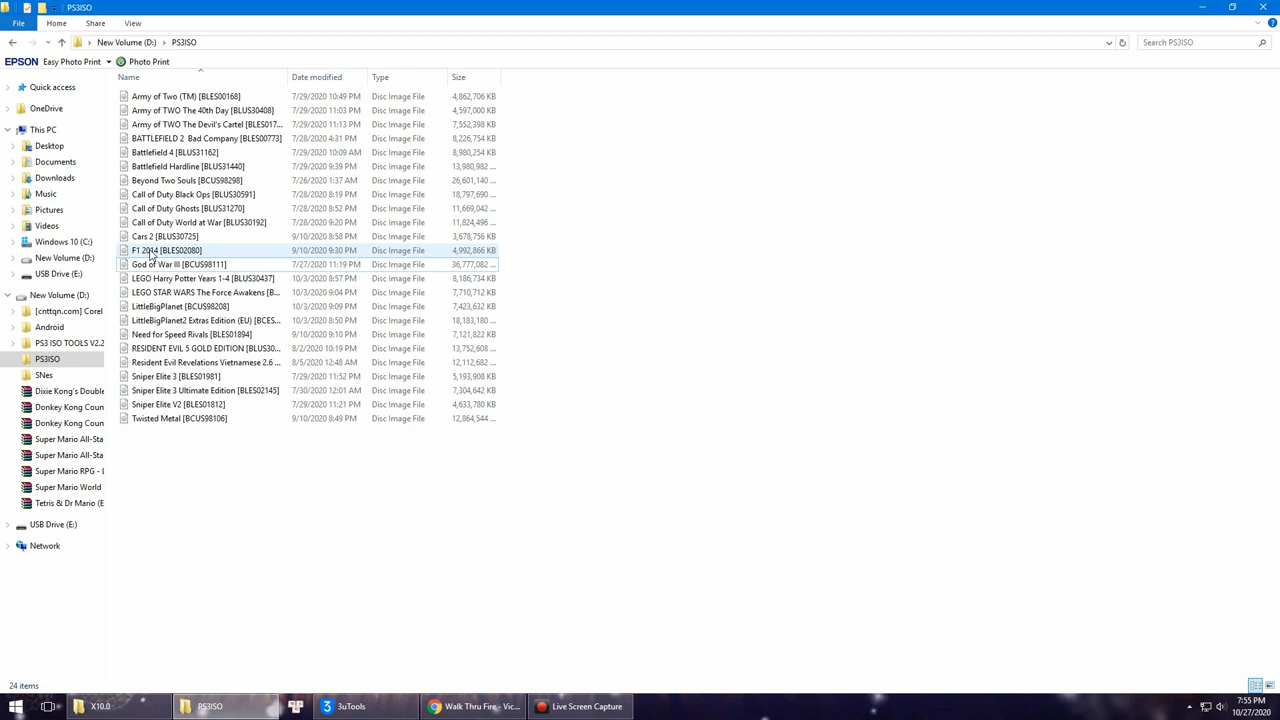 PS3ISO
File Home Share View
New Volume (D:) PS3ISO Search PS3ISO
EPSON Easy Photo Print Photo Print
Quick access
OneDrive
This PC
Desktop
Documents
Downloads
Music
Pictures
Videos
Windows 10 (C:)
New Volume (D:)
USB Drive (E:)
New Volume (D:)
[cnttqn.com] Corel
Android
PS3 ISO TOOLS V2.2
PS3ISO
SNes
Dixie Kong's Double
Donkey Kong Coun
Donkey Kong Coun
Super Mario All-Sta
Super Mario All-Sta
Super Mario RPG - L
Super Mario World
Tetris & Dr Mario (E
USB Drive (E:)
Network
Name Date modified Type Size
Army of Two (TM) [BLES00168] 7/29/2020 10:49 PM Disc Image File 4,862,706 KB
Army of TWO The 40th Day [BLUS30408] 7/29/2020 11:03 PM Disc Image File 4,597,000 KB
Army of TWO The Devil's Cartel [BLES017... 7/29/2020 11:13 PM Disc Image File 7,552,398 KB
BATTLEFIELD 2 Bad Company [BLES00773] 7/28/2020 4:31 PM Disc Image File 8,226,754 KB
Battlefield 4 [BLUS31162] 7/29/2020 10:09 AM Disc Image File 8,980,254 KB
Battlefield Hardline [BLUS31440] 7/29/2020 9:39 PM Disc Image File 13,980,982 ...
Beyond Two Souls [BCUS98298] 7/26/2020 1:37 AM Disc Image File 26,601,140 ...
Call of Duty Black Ops [BLUS30591] 7/28/2020 8:19 PM Disc Image File 18,797,690 ...
Call of Duty Ghosts [BLUS31270] 7/28/2020 8:52 PM Disc Image File 11,669,042 ...
Call of Duty World at War [BLUS30192] 7/28/2020 9:20 PM Disc Image File 11,824,496 ...
Cars 2 [BLUS30725] 9/10/2020 8:58 PM Disc Image File 3,678,756 KB
F1 2014 [BLES02080] 9/10/2020 9:30 PM Disc Image File 4,992,866 KB
God of War III [BCUS98111] 7/27/2020 11:19 PM Disc Image File 36,777,082 ...
LEGO Harry Potter Years 1-4 [BLUS30437] 10/3/2020 8:57 PM Disc Image File 8,186,734 KB
LEGO STAR WARS The Force Awakens [B... 10/3/2020 9:04 PM Disc Image File 7,710,712 KB
LittleBigPlanet [BCUS98208] 10/3/2020 9:09 PM Disc Image File 7,423,632 KB
LittleBigPlanet2 Extras Edition (EU) [BCES... 10/3/2020 8:50 PM Disc Image File 18,183,180 ...
Need for Speed Rivals [BLES01894] 9/10/2020 9:10 PM Disc Image File 7,121,822 KB
RESIDENT EVIL 5 GOLD EDITION [BLUS30... 8/2/2020 10:19 PM Disc Image File 13,752,608 ...
Resident Evil Revelations Vietnamese 2.6 ... 8/5/2020 12:48 AM Disc Image File 12,112,682 ...
Sniper Elite 3 [BLES01981] 7/29/2020 11:52 PM Disc Image File 5,193,908 KB
Sniper Elite 3 Ultimate Edition [BLES02145] 7/30/2020 12:01 AM Disc Image File 7,304,642 KB
Sniper Elite V2 [BLES01812] 7/29/2020 11:21 PM Disc Image File 4,633,780 KB
Twisted Metal [BCUS98106] 9/10/2020 8:49 PM Disc Image File 12,864,544 ...
24 items
X10.0 PS3ISO 3uTools Walk Thru Fire - Vic... Live Screen Capture 7:55 PM
10/27/2020